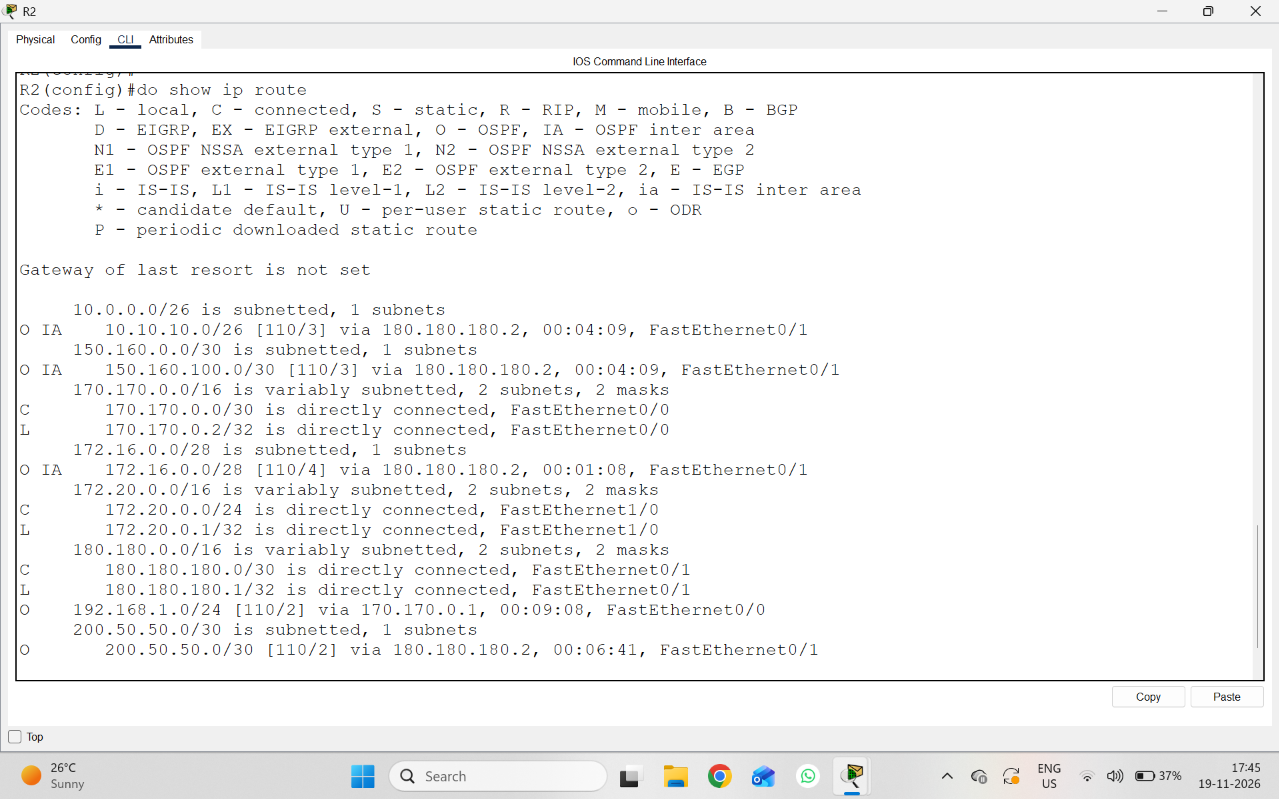 R2
Physical Config CLI Attributes
IOS Command Line Interface
R2(config)#
R2(config)#do show ip route
Codes: L - local, C - connected, S - static, R - RIP, M - mobile, B - BGP
D - EIGRP, EX - EIGRP external, O - OSPF, IA - OSPF inter area
N1 - OSPF NSSA external type 1, N2 - OSPF NSSA external type 2
E1 - OSPF external type 1, E2 - OSPF external type 2, E - EGP
i - IS-IS, L1 - IS-IS level-1, L2 - IS-IS level-2, ia - IS-IS inter area
* - candidate default, U - per-user static route, o - ODR
P - periodic downloaded static route
Gateway of last resort is not set
10.0.0.0/26 is subnetted, 1 subnets
O IA 10.10.10.0/26 [110/3] via 180.180.180.2, 00:04:09, FastEthernet0/1
150.160.0.0/30 is subnetted, 1 subnets
O IA 150.160.100.0/30 [110/3] via 180.180.180.2, 00:04:09, FastEthernet0/1
170.170.0.0/16 is variably subnetted, 2 subnets, 2 masks
C 170.170.0.0/30 is directly connected, FastEthernet0/0
L 170.170.0.2/32 is directly connected, FastEthernet0/0
172.16.0.0/28 is subnetted, 1 subnets
O IA 172.16.0.0/28 [110/4] via 180.180.180.2, 00:01:08, FastEthernet0/1
172.20.0.0/16 is variably subnetted, 2 subnets, 2 masks
C 172.20.0.0/24 is directly connected, FastEthernet1/0
L 172.20.0.1/32 is directly connected, FastEthernet1/0
180.180.0.0/16 is variably subnetted, 2 subnets, 2 masks
C 180.180.180.0/30 is directly connected, FastEthernet0/1
L 180.180.180.1/32 is directly connected, FastEthernet0/1
O 192.168.1.0/24 [110/2] via 170.170.0.1, 00:09:08, FastEthernet0/0
200.50.50.0/30 is subnetted, 1 subnets
O 200.50.50.0/30 [110/2] via 180.180.180.2, 00:06:41, FastEthernet0/1
Copy Paste
Top
26°C
Sunny
Search
ENG
US
37%
17:45
19-11-2026